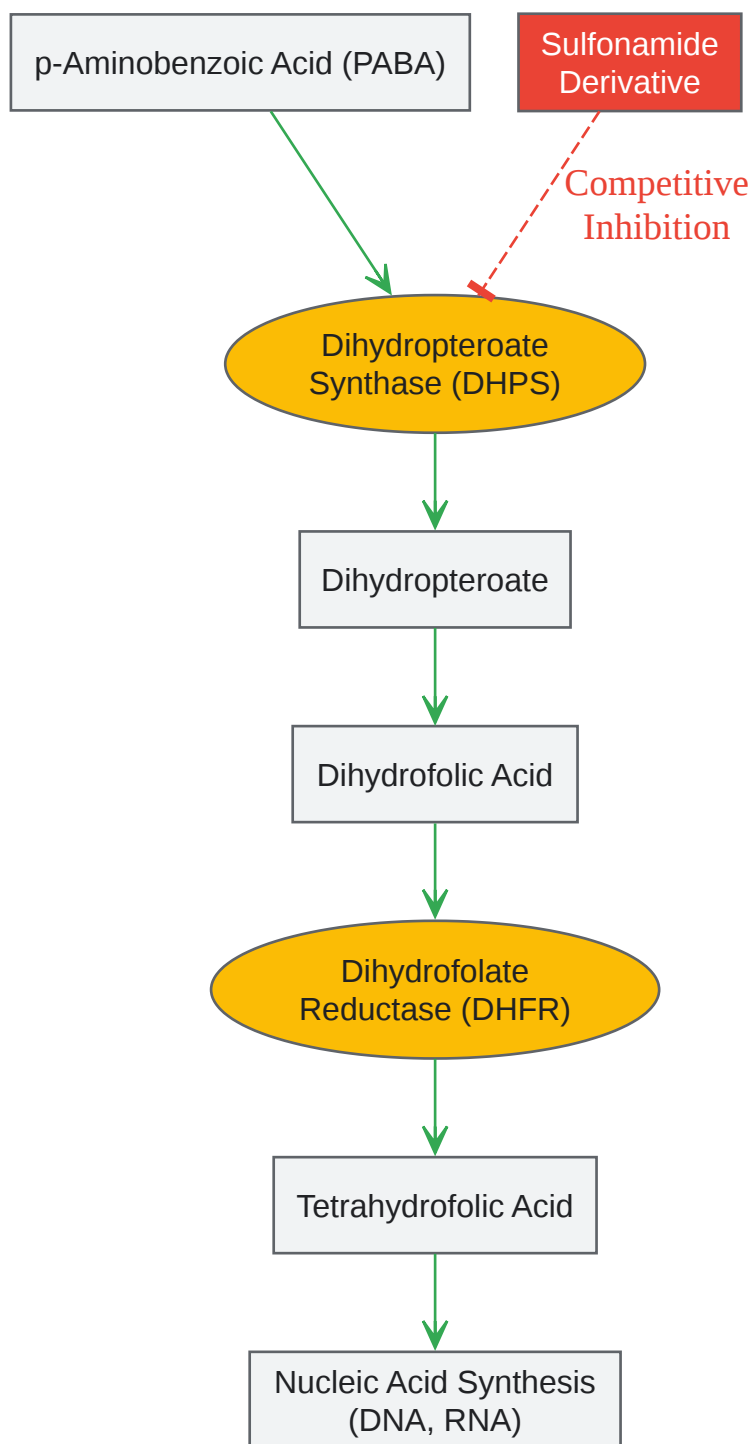 p-Aminobenzoic Acid (PABA)
Sulfonamide
Derivative
Competitive
Inhibition
Dihydropteroate
Synthase (DHPS)
Dihydropteroate
Dihydrofolic Acid
Dihydrofolate
Reductase (DHFR)
Tetrahydrofolic Acid
Nucleic Acid Synthesis
(DNA, RNA)